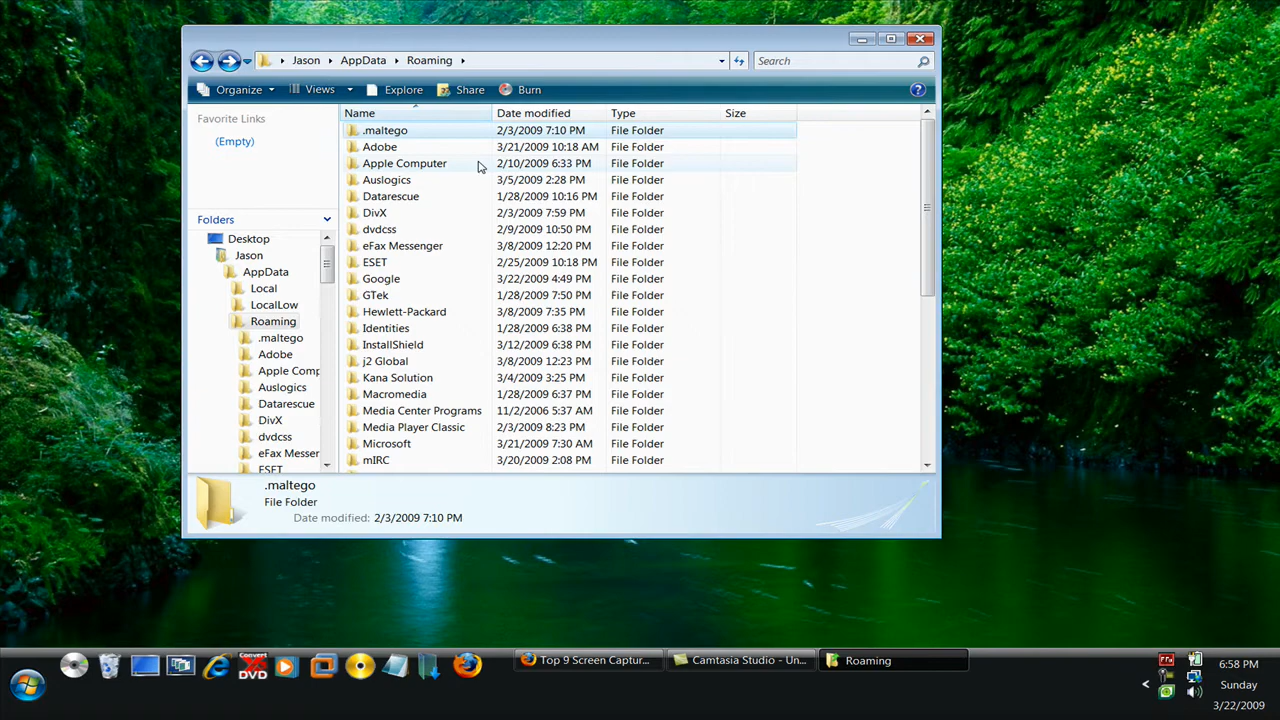 Jason AppData Roaming
Search
Organize Views Explore Share Burn
Favorite Links
(Empty)
Folders
Desktop
Jason
AppData
Local
LocalLow
Roaming
.maltego
Adobe
Apple Comp
Auslogics
Datarescue
DivX
dvdcss
eFax Messer
ESET
Name Date modified Type Size
.maltego 2/3/2009 7:10 PM File Folder
Adobe 3/21/2009 10:18 AM File Folder
Apple Computer 2/10/2009 6:33 PM File Folder
Auslogics 3/5/2009 2:28 PM File Folder
Datarescue 1/28/2009 10:16 PM File Folder
DivX 2/3/2009 7:59 PM File Folder
dvdcss 2/9/2009 10:50 PM File Folder
eFax Messenger 3/8/2009 12:20 PM File Folder
ESET 2/25/2009 10:18 PM File Folder
Google 3/22/2009 4:49 PM File Folder
GTek 1/28/2009 7:50 PM File Folder
Hewlett-Packard 3/8/2009 7:35 PM File Folder
Identities 1/28/2009 6:38 PM File Folder
InstallShield 3/12/2009 6:38 PM File Folder
j2 Global 3/8/2009 12:23 PM File Folder
Kana Solution 3/4/2009 3:25 PM File Folder
Macromedia 1/28/2009 6:37 PM File Folder
Media Center Programs 11/2/2006 5:37 AM File Folder
Media Player Classic 2/3/2009 8:23 PM File Folder
Microsoft 3/21/2009 7:30 AM File Folder
mIRC 3/20/2009 2:08 PM File Folder
.maltego
File Folder
Date modified: 2/3/2009 7:10 PM
CONVERT X DVD
Top 9 Screen Captur...
Camtasia Studio - Un...
Roaming
6:58 PM
Sunday
3/22/2009